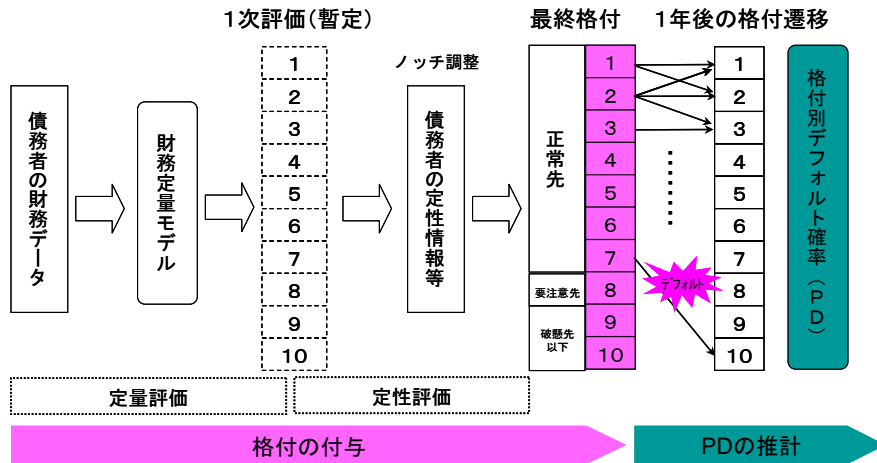 1次評価(暫定)
最終格付
1年後の格付遷移
債務者の財務データ
財務定量モデル
1
2
3
4
5
6
7
8
9
10
ノッチ調整
債務者の定性情報等
正常先
要注意先
破懸先
以下
1
2
3
4
5
6
7
8
9
10
デフォルト
1
2
3
4
5
6
7
8
9
10
格付別デフォルト確率(PD)
定量評価
定性評価
格付の付与
PDの推計